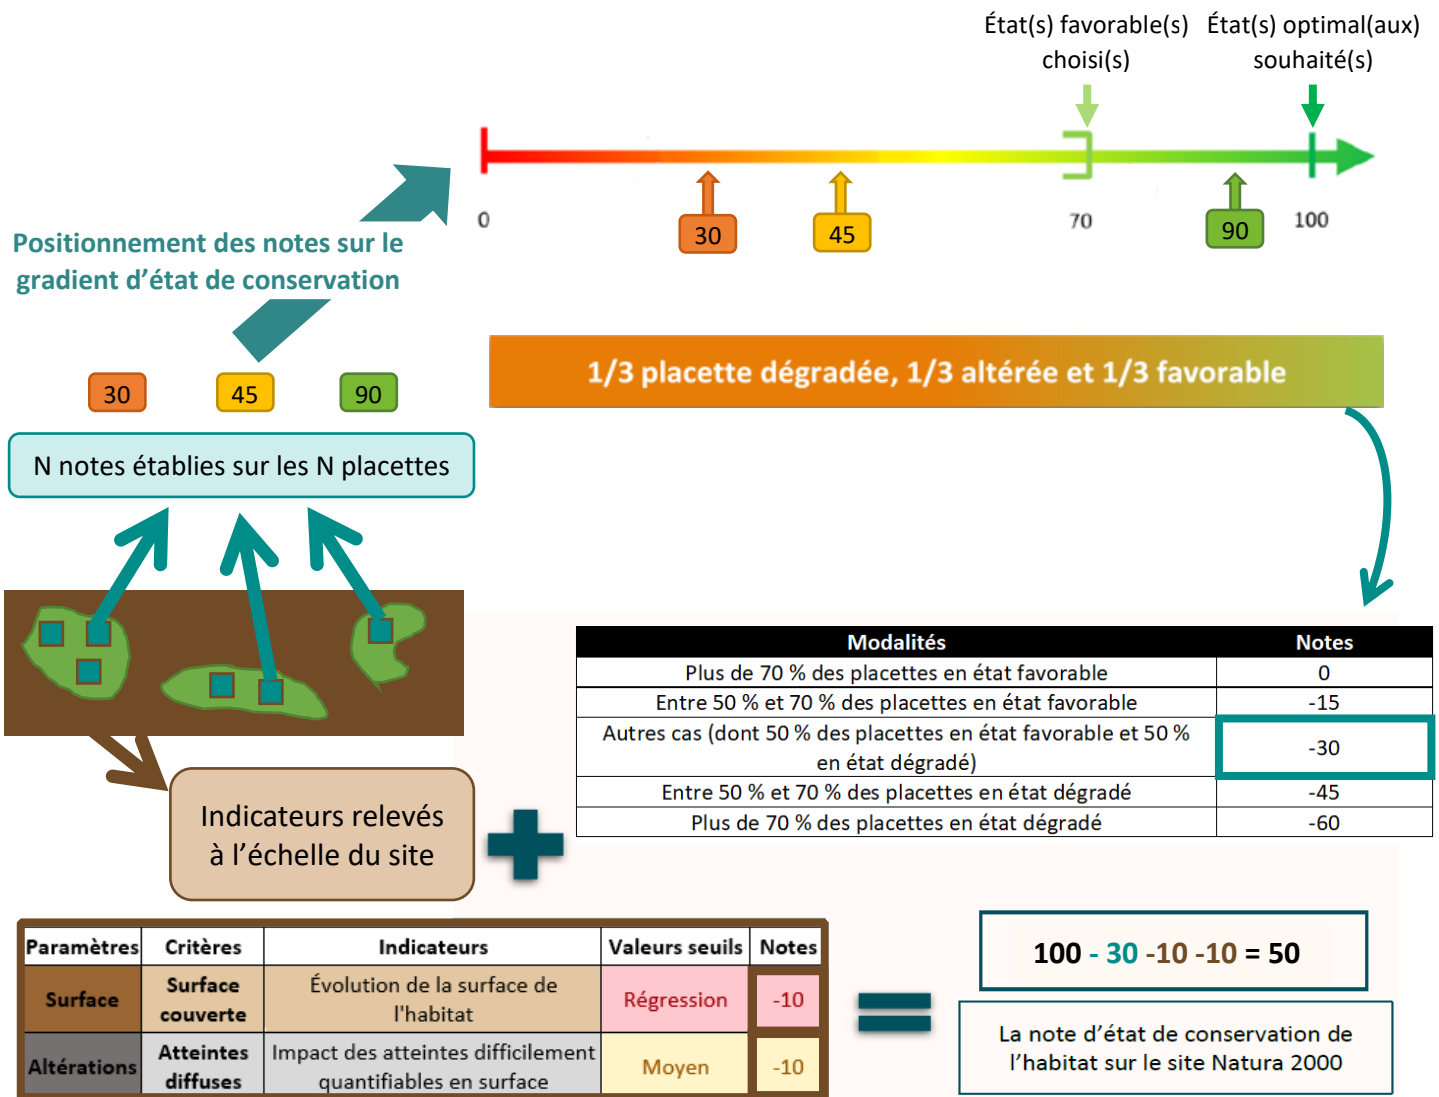 État(s) favorable(s)
choisi(s)
État(s) optimal(aux)
souhaité(s)
0
30
45
70
90
100
Positionnement des notes sur le
gradient d’état de conservation
1/3 placette dégradée, 1/3 altérée et 1/3 favorable
30
45
90
N notes établies sur les N placettes
Modalités
Notes
Plus de 70 % des placettes en état favorable
0
Entre 50 % et 70 % des placettes en état favorable
-15
Autres cas (dont 50 % des placettes en état favorable et 50 %
en état dégradé)
-30
Entre 50 % et 70 % des placettes en état dégradé
-45
Plus de 70 % des placettes en état dégradé
-60
Indicateurs relevés
à l’échelle du site
Paramètres
Critères
Indicateurs
Valeurs seuils
Notes
Surface
Surface
couverte
Évolution de la surface de
l'habitat
Régression
-10
Altérations
Atteintes
diffuses
Impact des atteintes difficilement
quantifiables en surface
Moyen
-10
100 - 30 -10 -10 = 50
La note d’état de conservation de
l’habitat sur le site Natura 2000